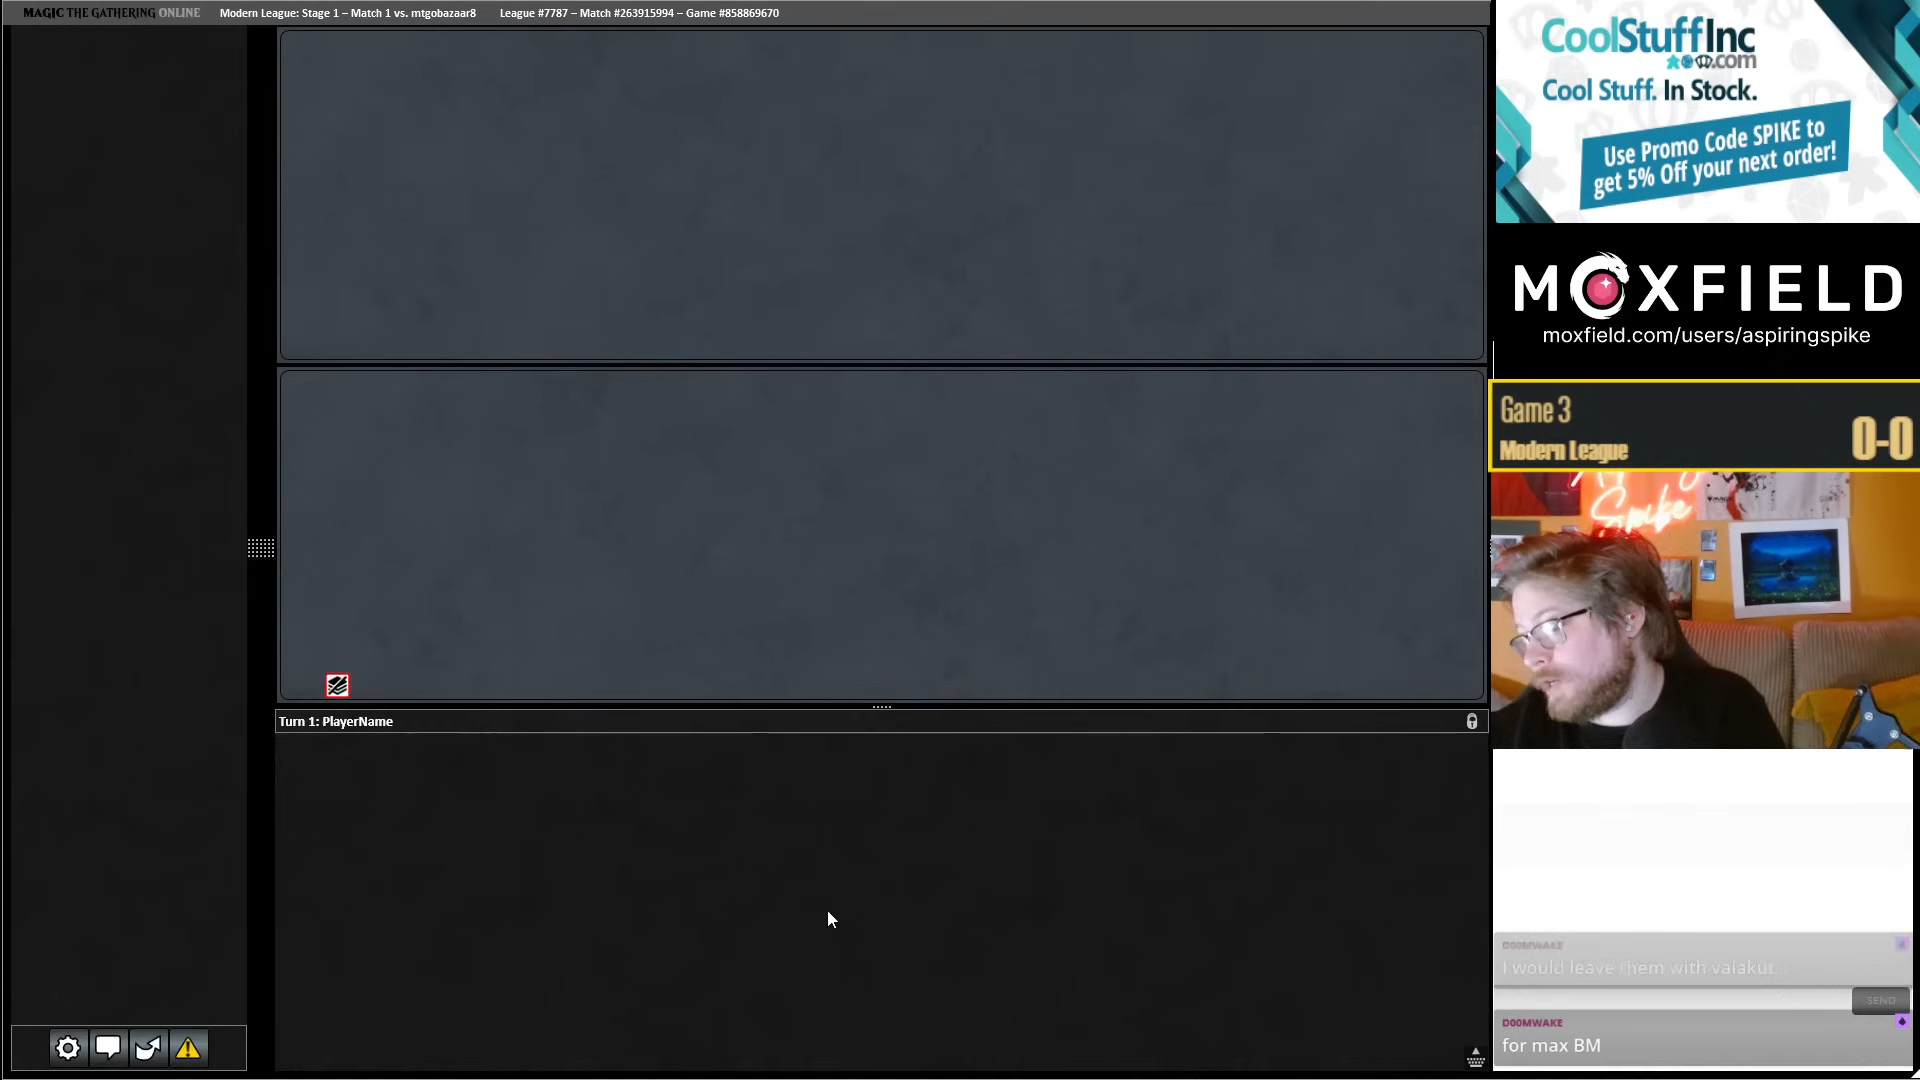 MAGIC THE GATHERING ONLINE
Modern League: Stage 1 – Match 1 vs. mtgobazaar8
League #7787 – Match #263915994 – Game #858869670
CoolStuffInc
.com
Cool Stuff. In Stock.
Use Promo Code SPIKE to
get 5% Off your next order!
MOXFIELD
moxfield.com/users/aspiringspike
Game 3
Modern League
0-0
Spike
Turn 1: PlayerName
D00MWAKE
I would leave them with valakut
SEND
D00MWAKE
for max BM